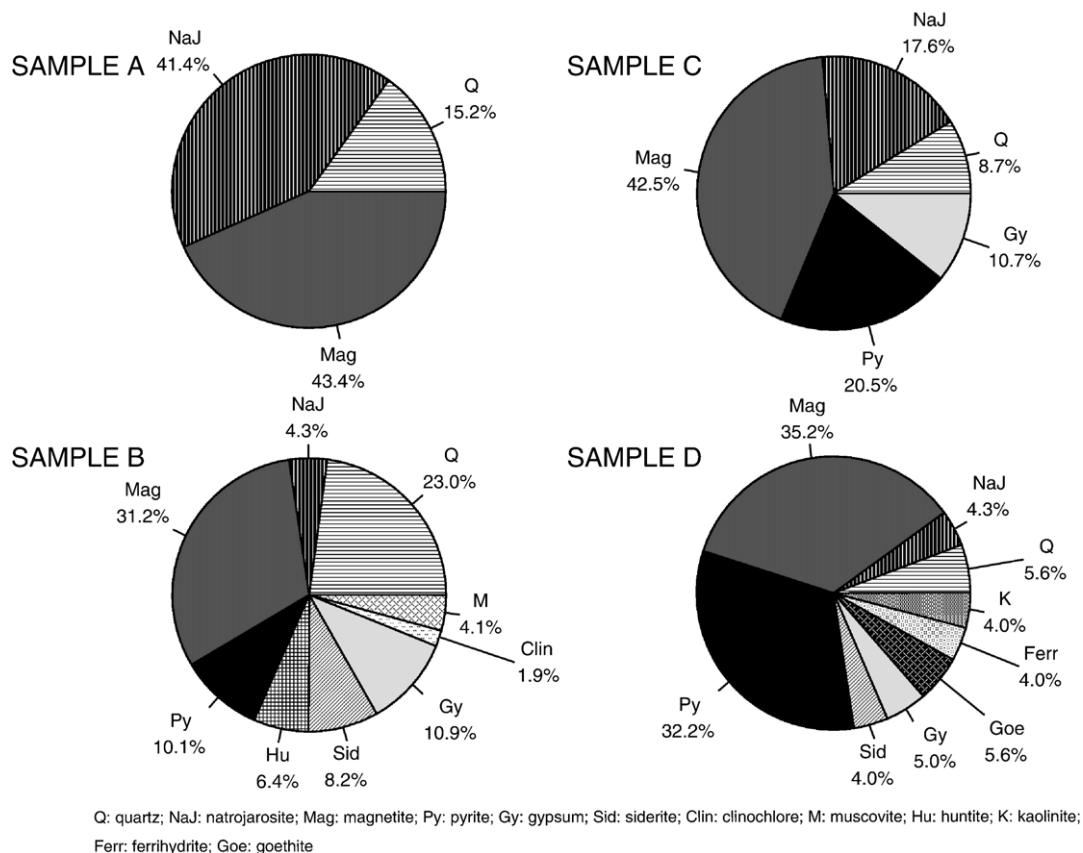 SAMPLE A
NaJ
41.4%
Q
15.2%
Mag
43.4%
SAMPLE C
NaJ
17.6%
Q
8.7%
Mag
42.5%
Gy
10.7%
Py
20.5%
SAMPLE B
NaJ
4.3%
Q
23.0%
Mag
31.2%
M
4.1%
Clin
1.9%
Gy
10.9%
Py
10.1%
Hu
6.4%
Sid
8.2%
SAMPLE D
Mag
35.2%
NaJ
4.3%
Q
5.6%
K
4.0%
Ferr
4.0%
Goe
5.6%
Gy
5.0%
Sid
4.0%
Py
32.2%
Q: quartz; NaJ: natrojarosite; Mag: magnetite; Py: pyrite; Gy: gypsum; Sid: siderite; Clin: clinochlore; M: muscovite; Hu: huntite; K: kaolinite;
Ferr: ferrihydrite; Goe: goethite